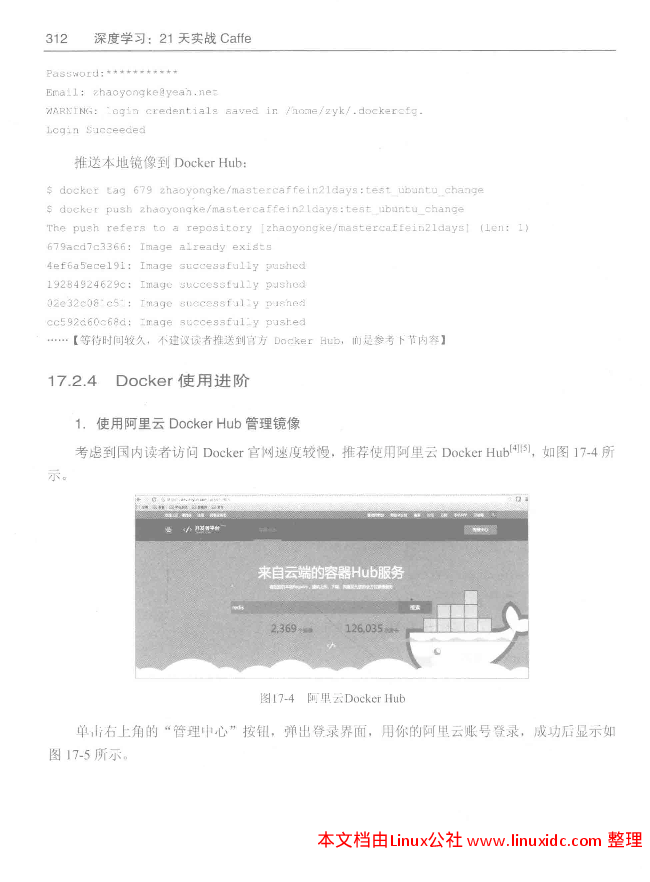 312 深度学习：21 天实战 Caffe
Password:***********
Email: zhaoyongke@yeah.net
WARNING: login credentials saved in /home/zyk/.dockercfg.
Login Succeeded
推送本地镜像到 Docker Hub：
$ docker tag 679 zhaoyongke/mastercaffein21days:test_ubuntu_change
$ docker push zhaoyongke/mastercaffein21days:test_ubuntu_change
The push refers to a repository [zhaoyongke/mastercaffein21days] (len: 1)
679acd7c3366: Image already exists
4ef6a5ece191: Image successfully pushed
19284924629c: Image successfully pushed
02e32c081c51: Image successfully pushed
cc592d60c68d: Image successfully pushed
……【等待时间较久，不建议读者推送到官方 Docker Hub，而是参考下节内容】
17.2.4 Docker 使用进阶
1. 使用阿里云 Docker Hub 管理镜像
考虑到国内读者访问 Docker 官网速度较慢，推荐使用阿里云 Docker Hub[4][5]，如图 17-4 所
示。
开发者平台
管理中心
来自云端的容器Hub服务
redis
搜索
2,369
126,035
图17-4 阿里云Docker Hub
单击右上角的“管理中心”按钮，弹出登录界面，用你的阿里云账号登录，成功后显示如
图 17-5 所示。
本文档由Linux公社 www.linuxidc.com 整理